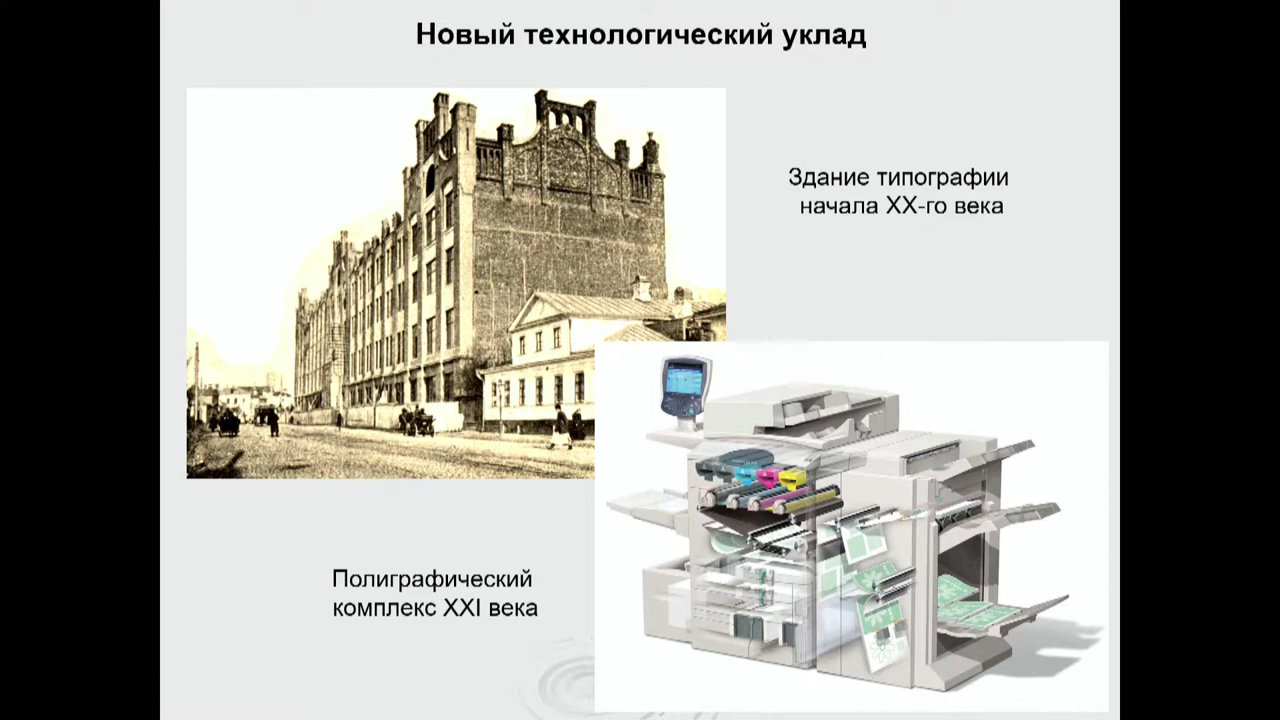 Новый технологический уклад
Здание типографии
начала XX-го века
Полиграфический
комплекс XXI века